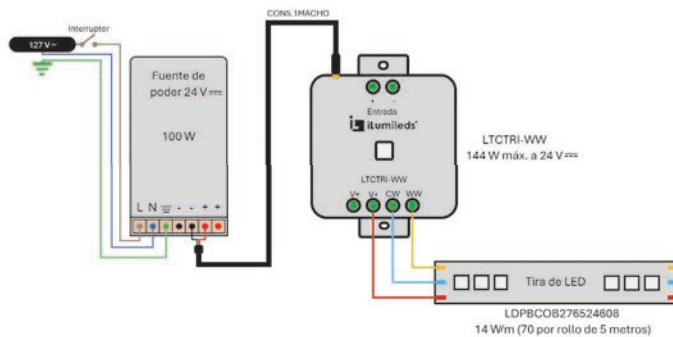 CON5.1MACHO
Interruptor
127 V~
Fuente de
poder 24 V⎓
100 W
L N ⏚ - - + +
+ -
Entrada
iLumileds
LTCTRI-WW
V+ V+ CW WW
LTCTRI-WW
144 W máx. a 24 V⎓
Tira de LED
LDPBCOB276524608
14 W/m (70 por rollo de 5 metros)